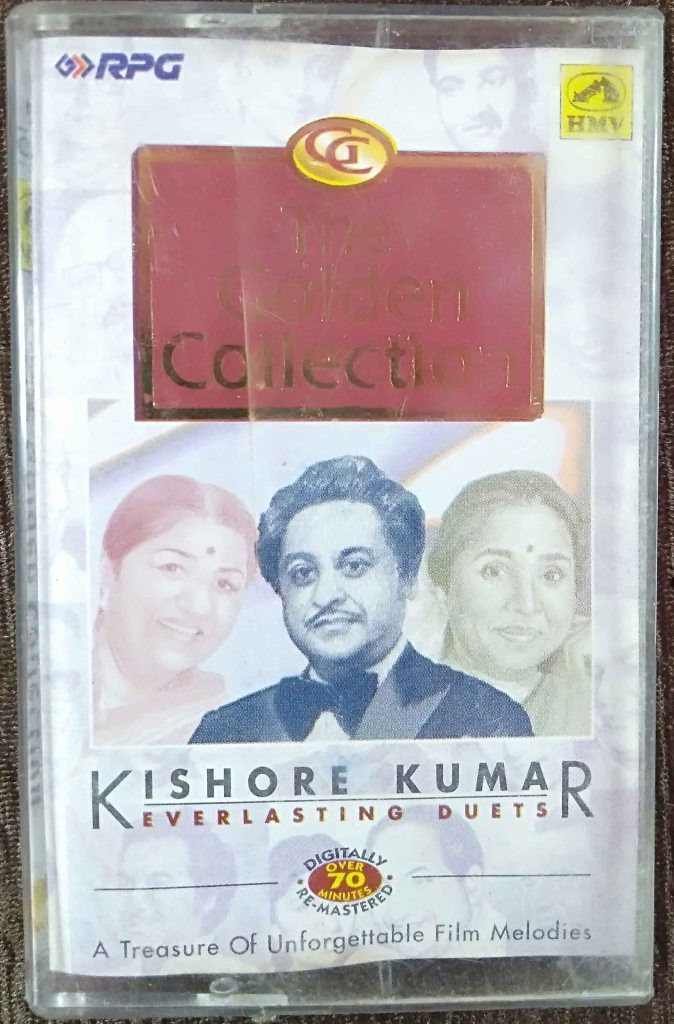 RPG
HMV
GC
The
Golden
Collection
KISHORE KUMAR
EVERLASTING DUETS
DIGITALLY
OVER
70
MINUTES
RE-MASTERED
A Treasure Of Unforgettable Film Melodies